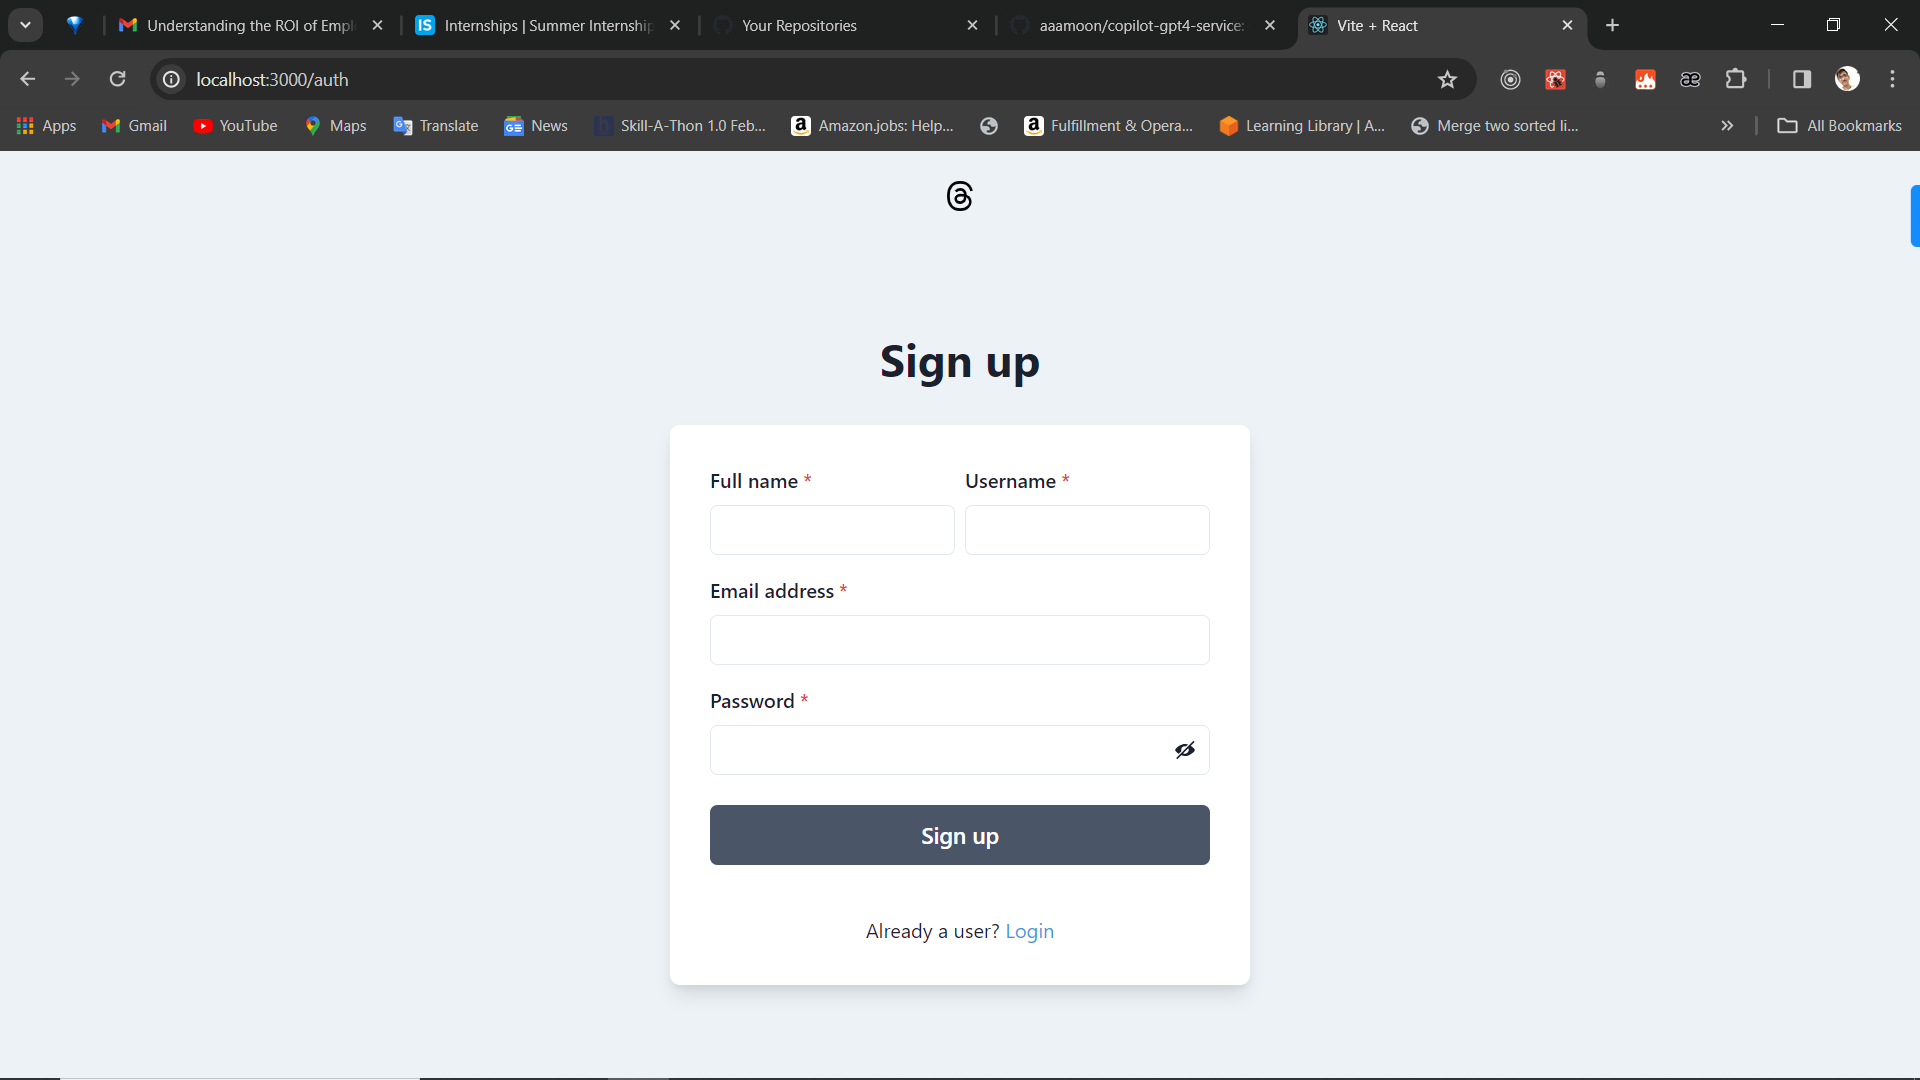 Understanding the ROI of Empl
Internships | Summer Internship
Your Repositories
aaamoon/copilot-gpt4-service:
Vite + React
localhost:3000/auth
Apps
Gmail
YouTube
Maps
Translate
News
Skill-A-Thon 1.0 Feb...
Amazon.jobs: Help...
Fulfillment & Opera...
Learning Library | A...
Merge two sorted li...
All Bookmarks
Sign up
Full name *
Username *
Email address *
Password *
Sign up
Already a user? Login